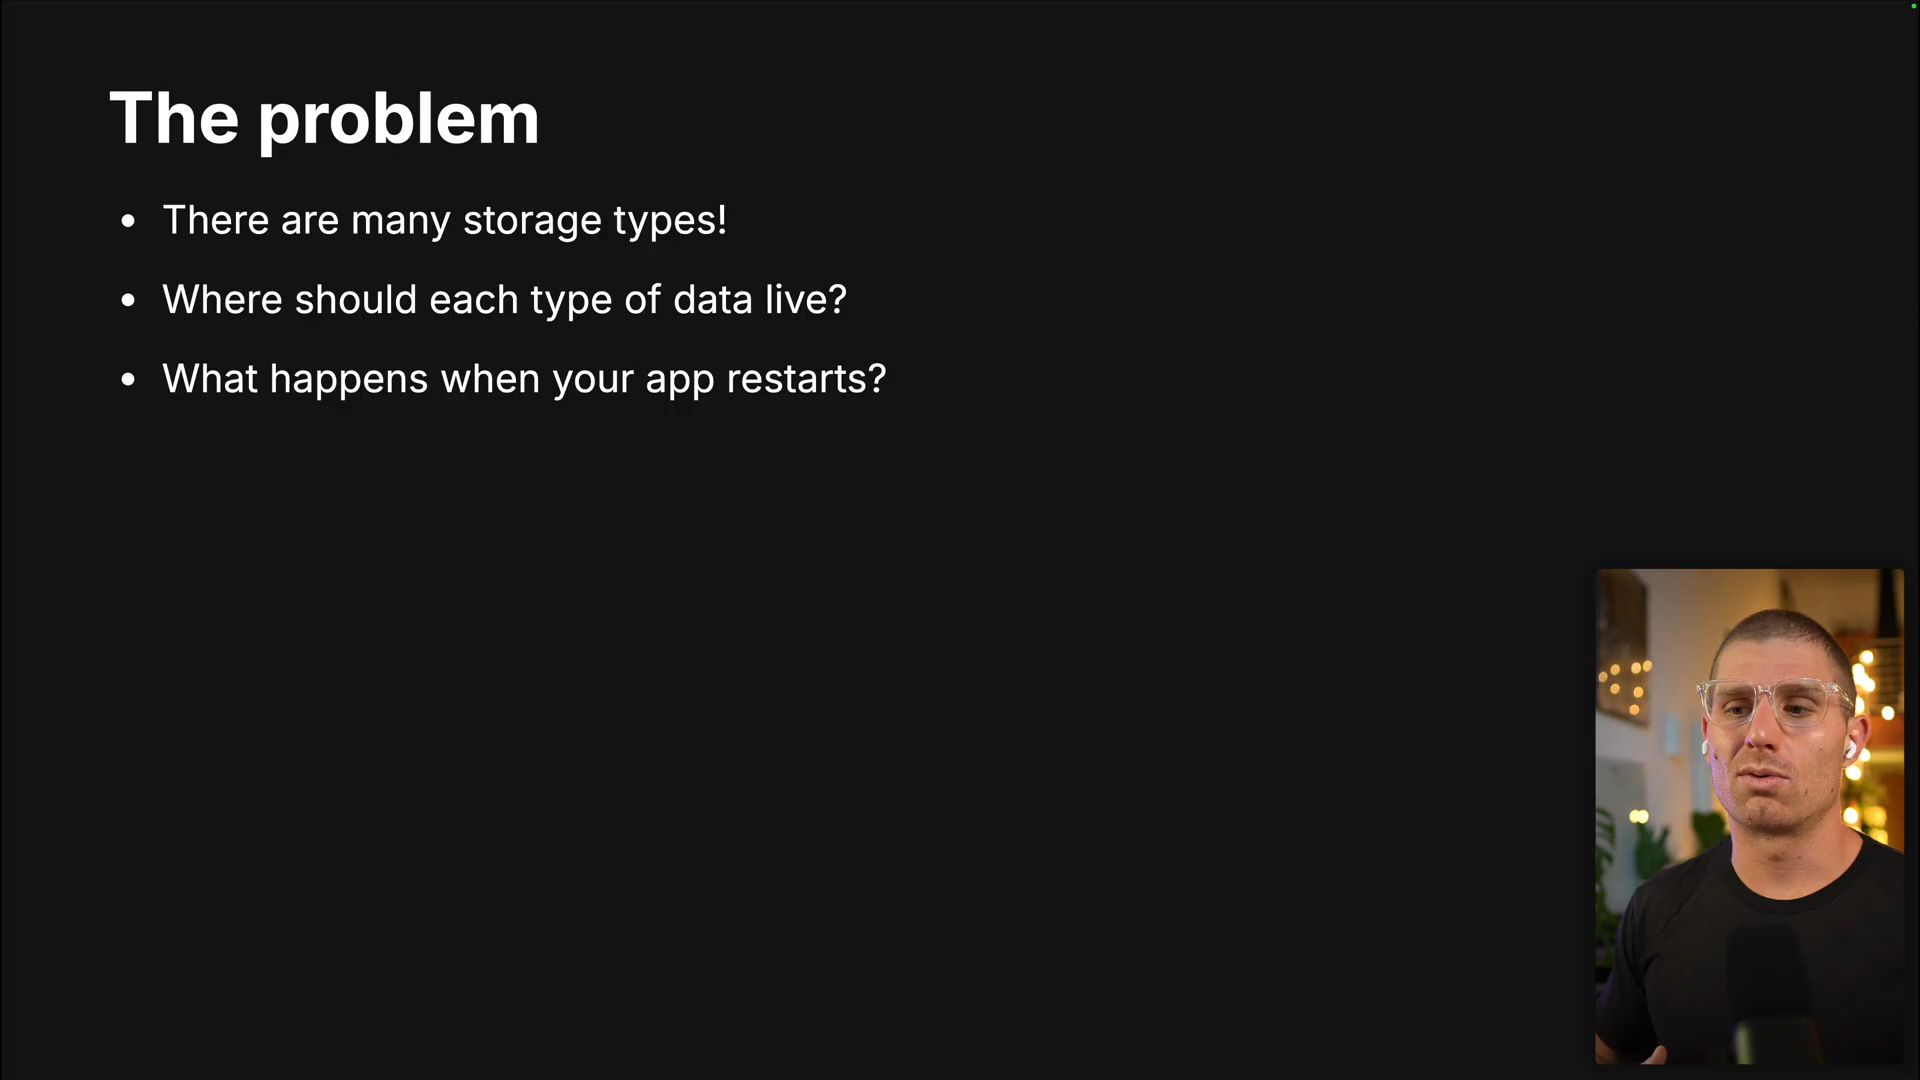 The problem
• There are many storage types!
• Where should each type of data live?
• What happens when your app restarts?